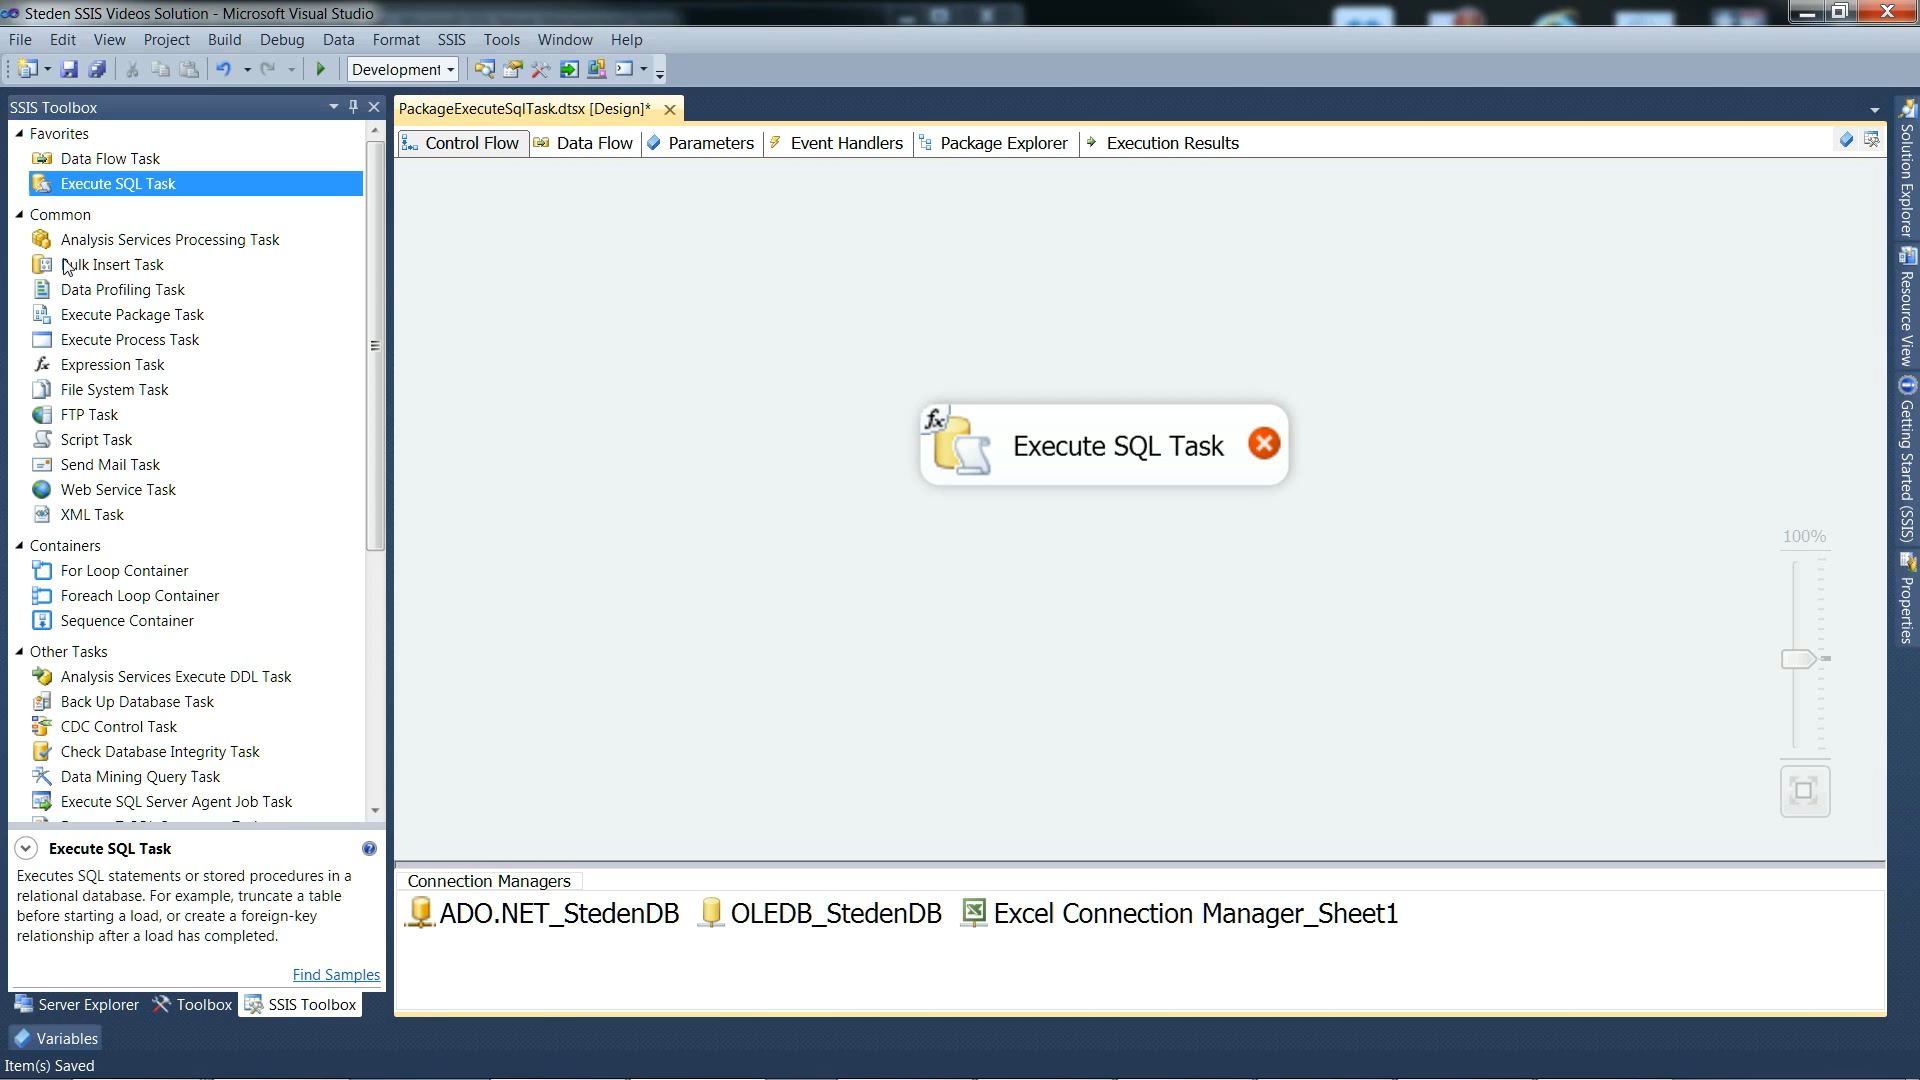 Steden SSIS Videos Solution - Microsoft Visual Studio
File Edit View Project Build Debug Data Format SSIS Tools Window Help
Development
SSIS Toolbox
Favorites
Data Flow Task
Execute SQL Task
Common
Analysis Services Processing Task
Bulk Insert Task
Data Profiling Task
Execute Package Task
Execute Process Task
fx Expression Task
File System Task
FTP Task
Script Task
Send Mail Task
Web Service Task
XML Task
Containers
For Loop Container
Foreach Loop Container
Sequence Container
Other Tasks
Analysis Services Execute DDL Task
Back Up Database Task
CDC Control Task
Check Database Integrity Task
Data Mining Query Task
Execute SQL Server Agent Job Task
Execute SQL Task
Executes SQL statements or stored procedures in a
relational database. For example, truncate a table
before starting a load, or create a foreign-key
relationship after a load has completed.
Find Samples
Server Explorer Toolbox SSIS Toolbox
Variables
Item(s) Saved
PackageExecuteSqlTask.dtsx [Design]*
Control Flow Data Flow Parameters Event Handlers Package Explorer Execution Results
fx
Execute SQL Task
100%
Connection Managers
ADO.NET_StedenDB OLEDB_StedenDB Excel Connection Manager_Sheet1
Solution Explorer
Resource View
Getting Started (SSIS)
Properties